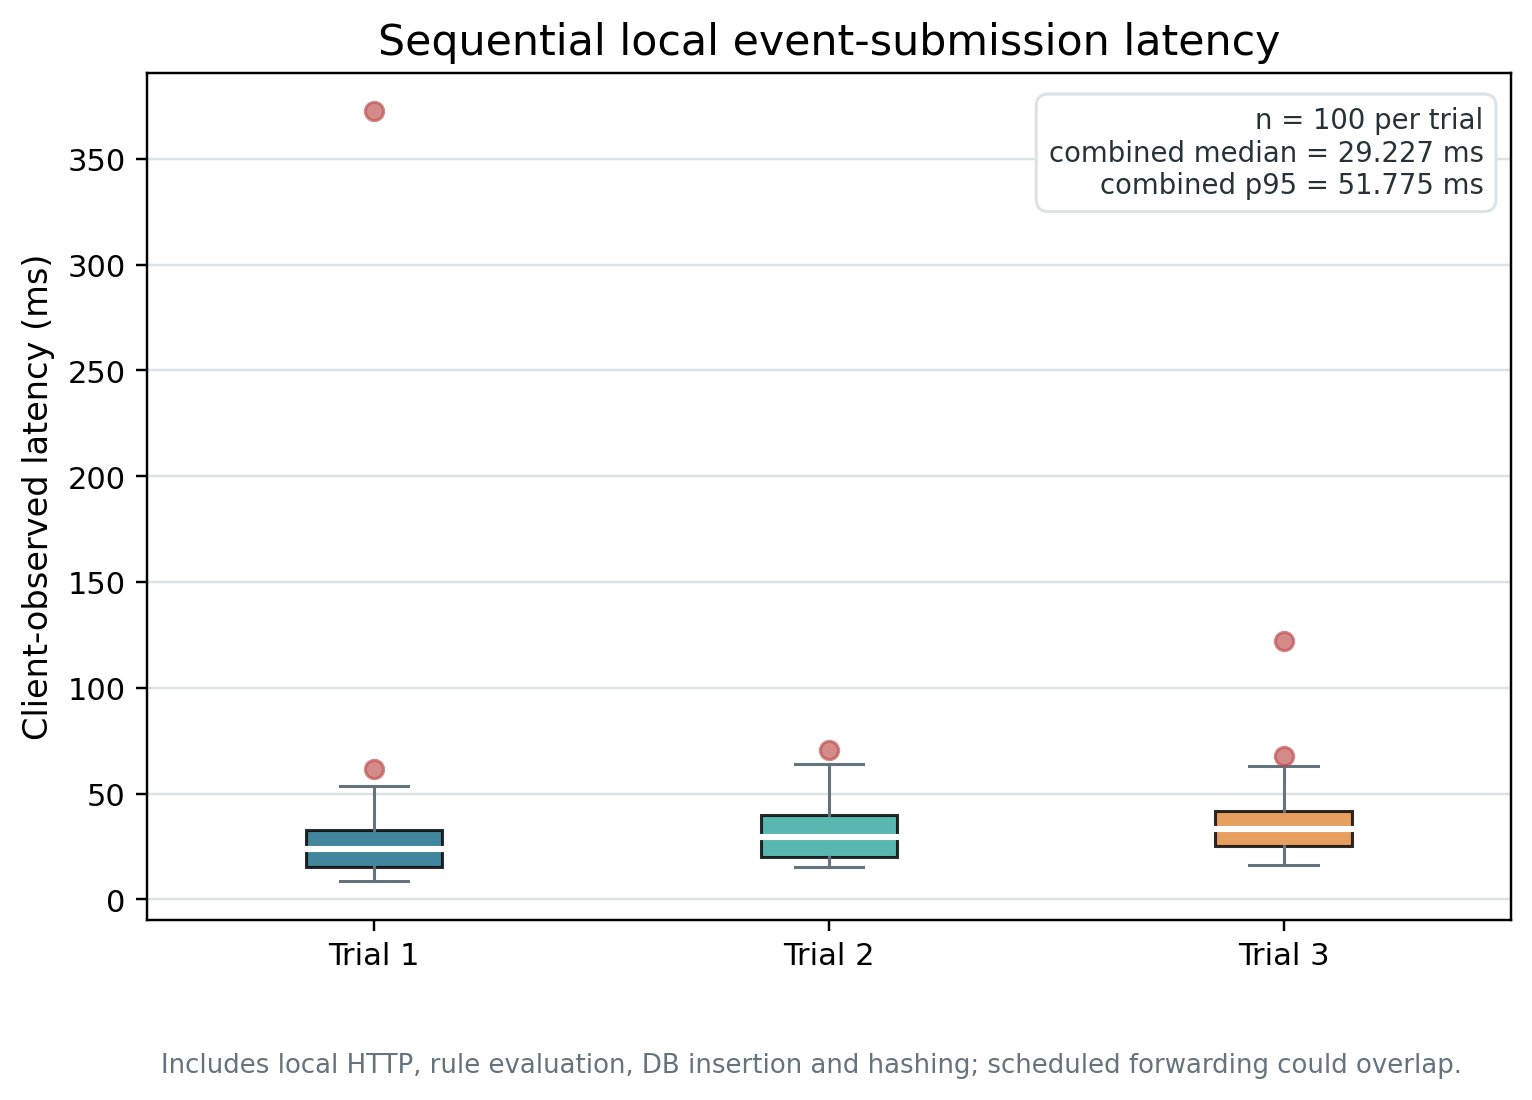 Sequential local event-submission latency
n = 100 per trial
combined median = 29.227 ms
combined p95 = 51.775 ms
Client-observed latency (ms)
350
300
250
200
150
100
50
0
Trial 1
Trial 2
Trial 3
Includes local HTTP, rule evaluation, DB insertion and hashing; scheduled forwarding could overlap.